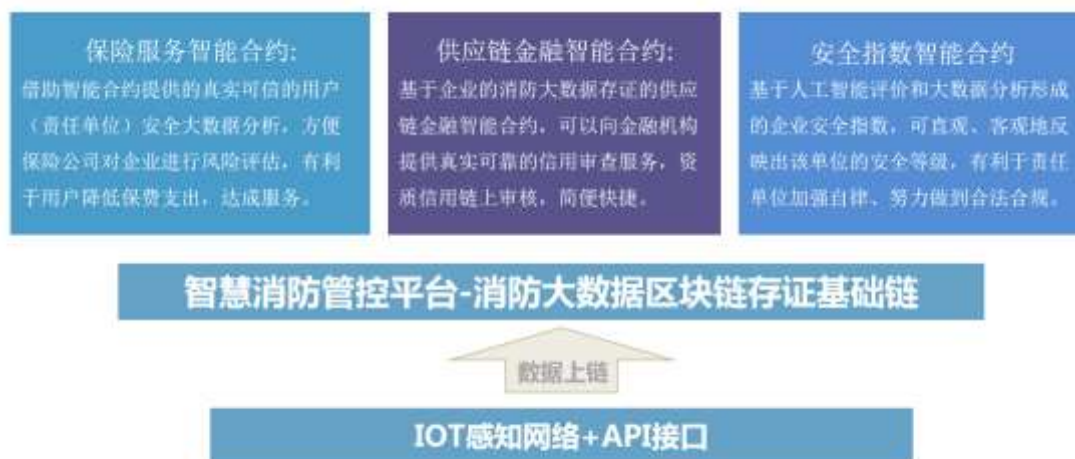 保险服务智能合约:
借助智能合约提供的真实可信的用户
（责任单位）安全大数据分析，方便
保险公司对企业进行风险评估，有利
于用户降低保费支出，达成服务。
供应链金融智能合约:
基于企业的消防大数据存证的供应
链金融智能合约，可以向金融机构
提供真实可靠的信用审查服务，资
质信用链上审核，简便快捷。
安全指数智能合约
基于人工智能评价和大数据分析形成
的企业安全指数，可直观、客观地反
映出该单位的安全等级，有利于责任
单位加强自律、努力做到合法合规。
智慧消防管控平台-消防大数据区块链存证基础链
数据上链
IOT感知网络+API接口